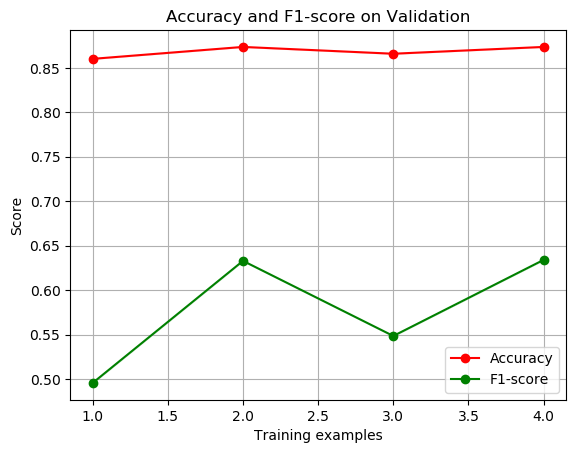 Accuracy and F1-score on Validation
Score
0.85
0.80
0.75
0.70
0.65
0.60
0.55
0.50
Accuracy
F1-score
1.0 1.5 2.0 2.5 3.0 3.5 4.0
Training examples